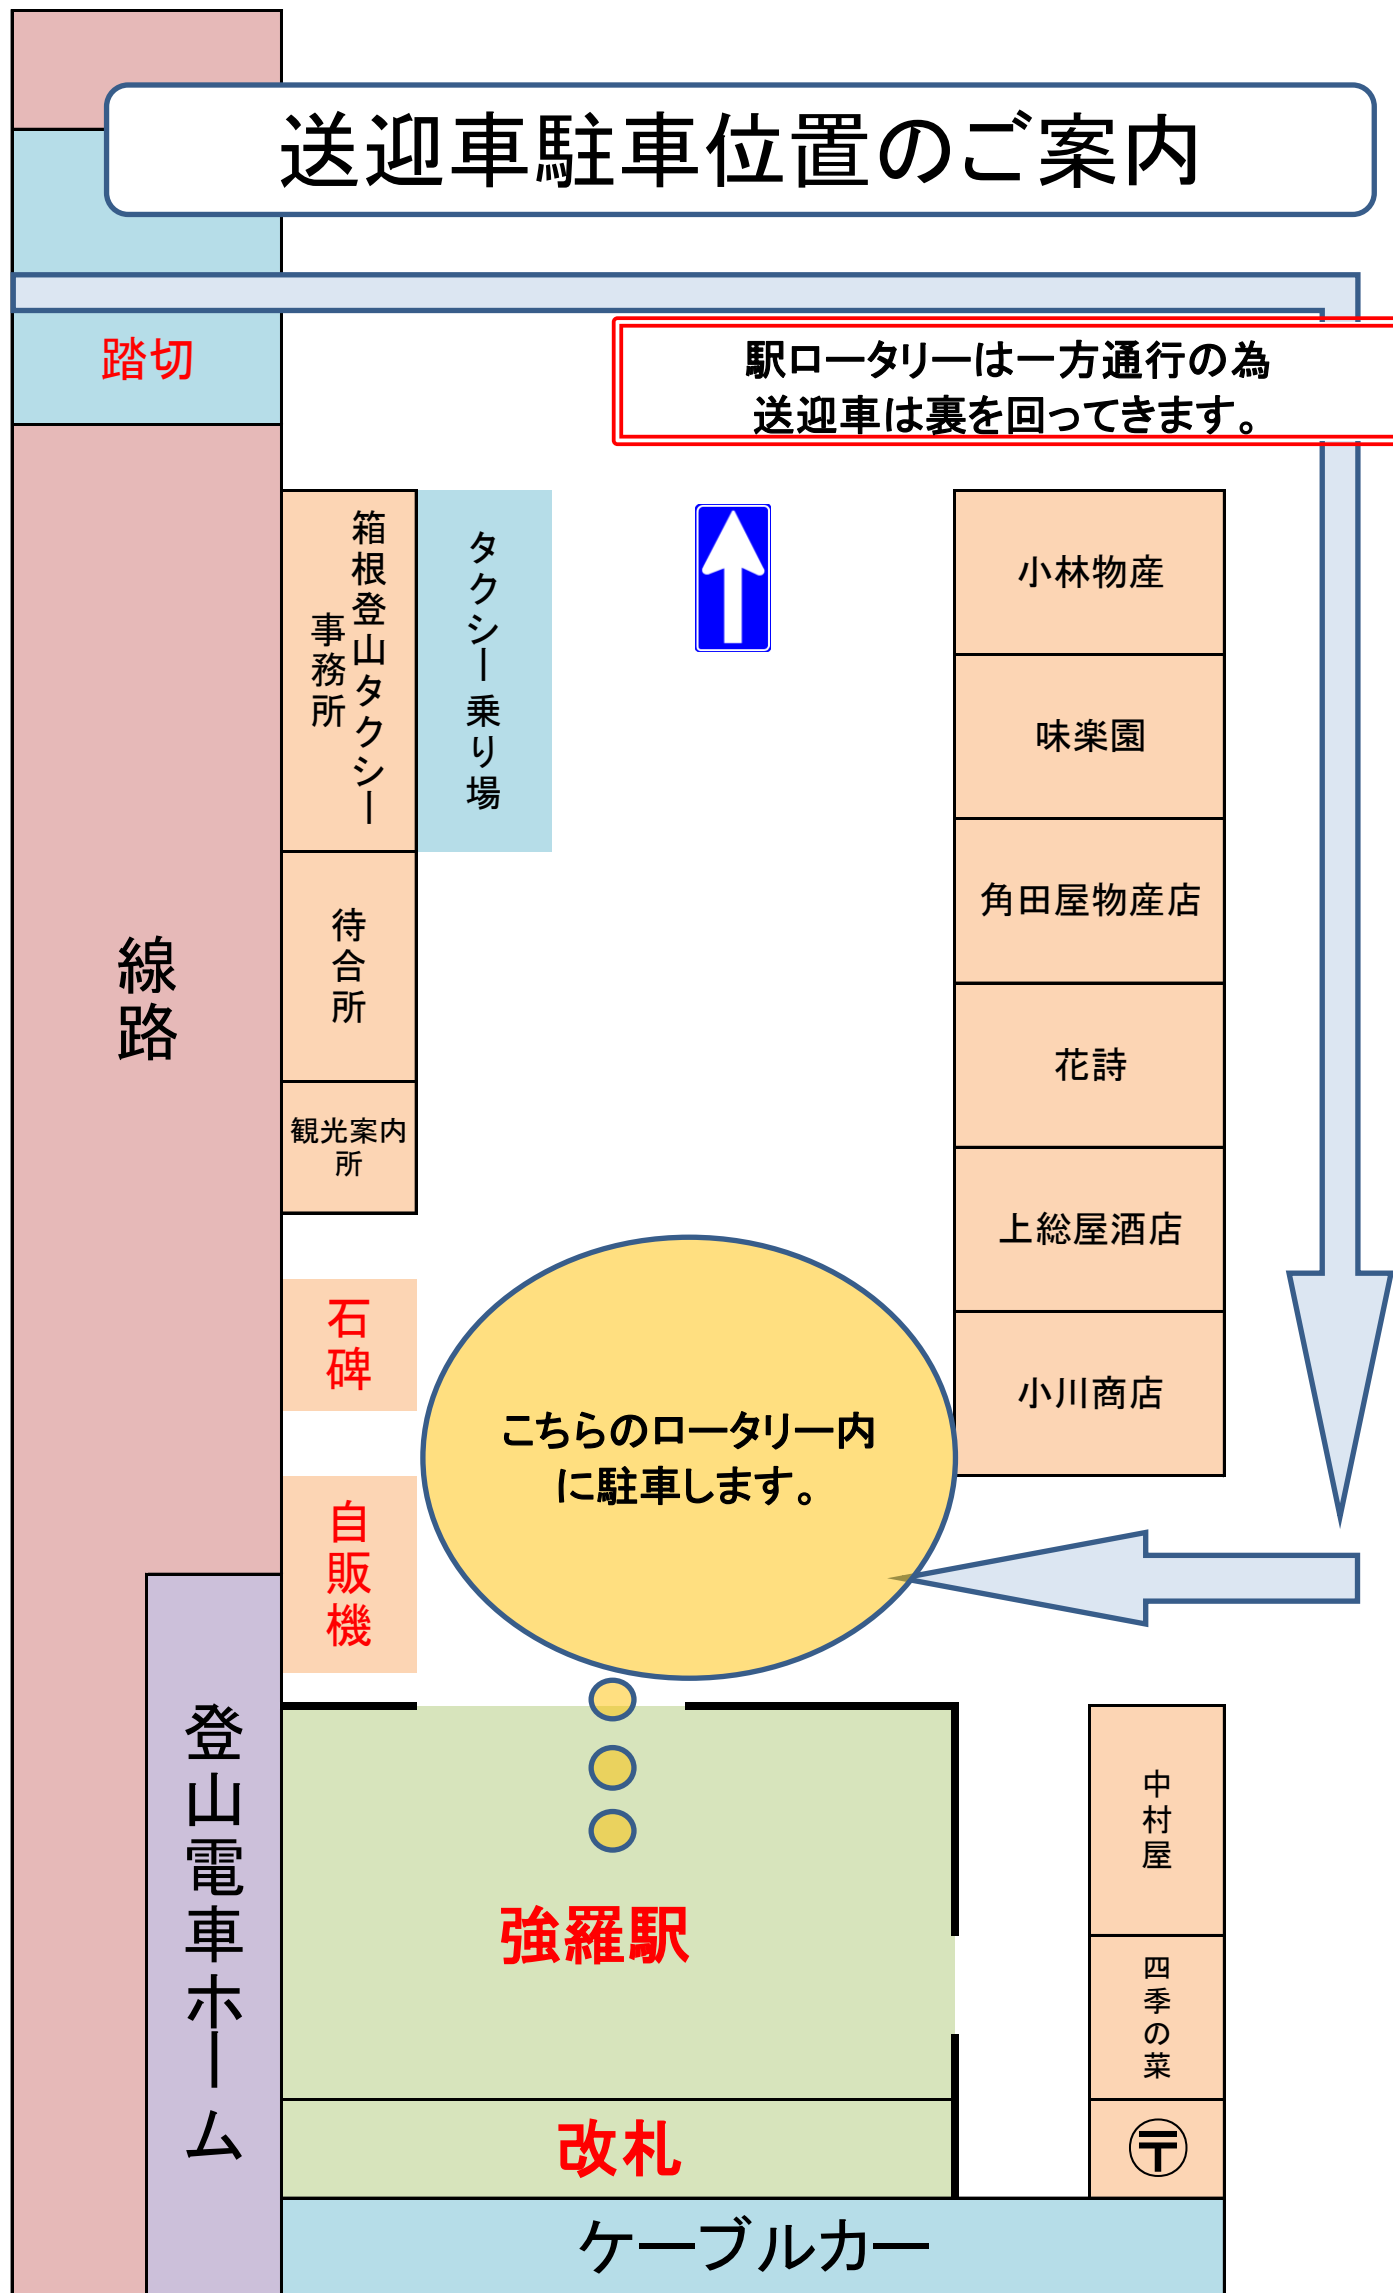 送迎車駐車位置のご案内
踏切
駅ロータリーは一方通行の為
送迎車は裏を回ってきます。
箱根登山タクシー
事務所
タクシー乗り場
小林物産
味楽園
角田屋物産店
花詩
上総屋酒店
小川商店
線路
待合所
観光案内
所
石碑
こちらのロータリー内
に駐車します。
自販機
登山電車ホーム
強羅駅
改札
中村屋
四季の菜
〶
ケーブルカー